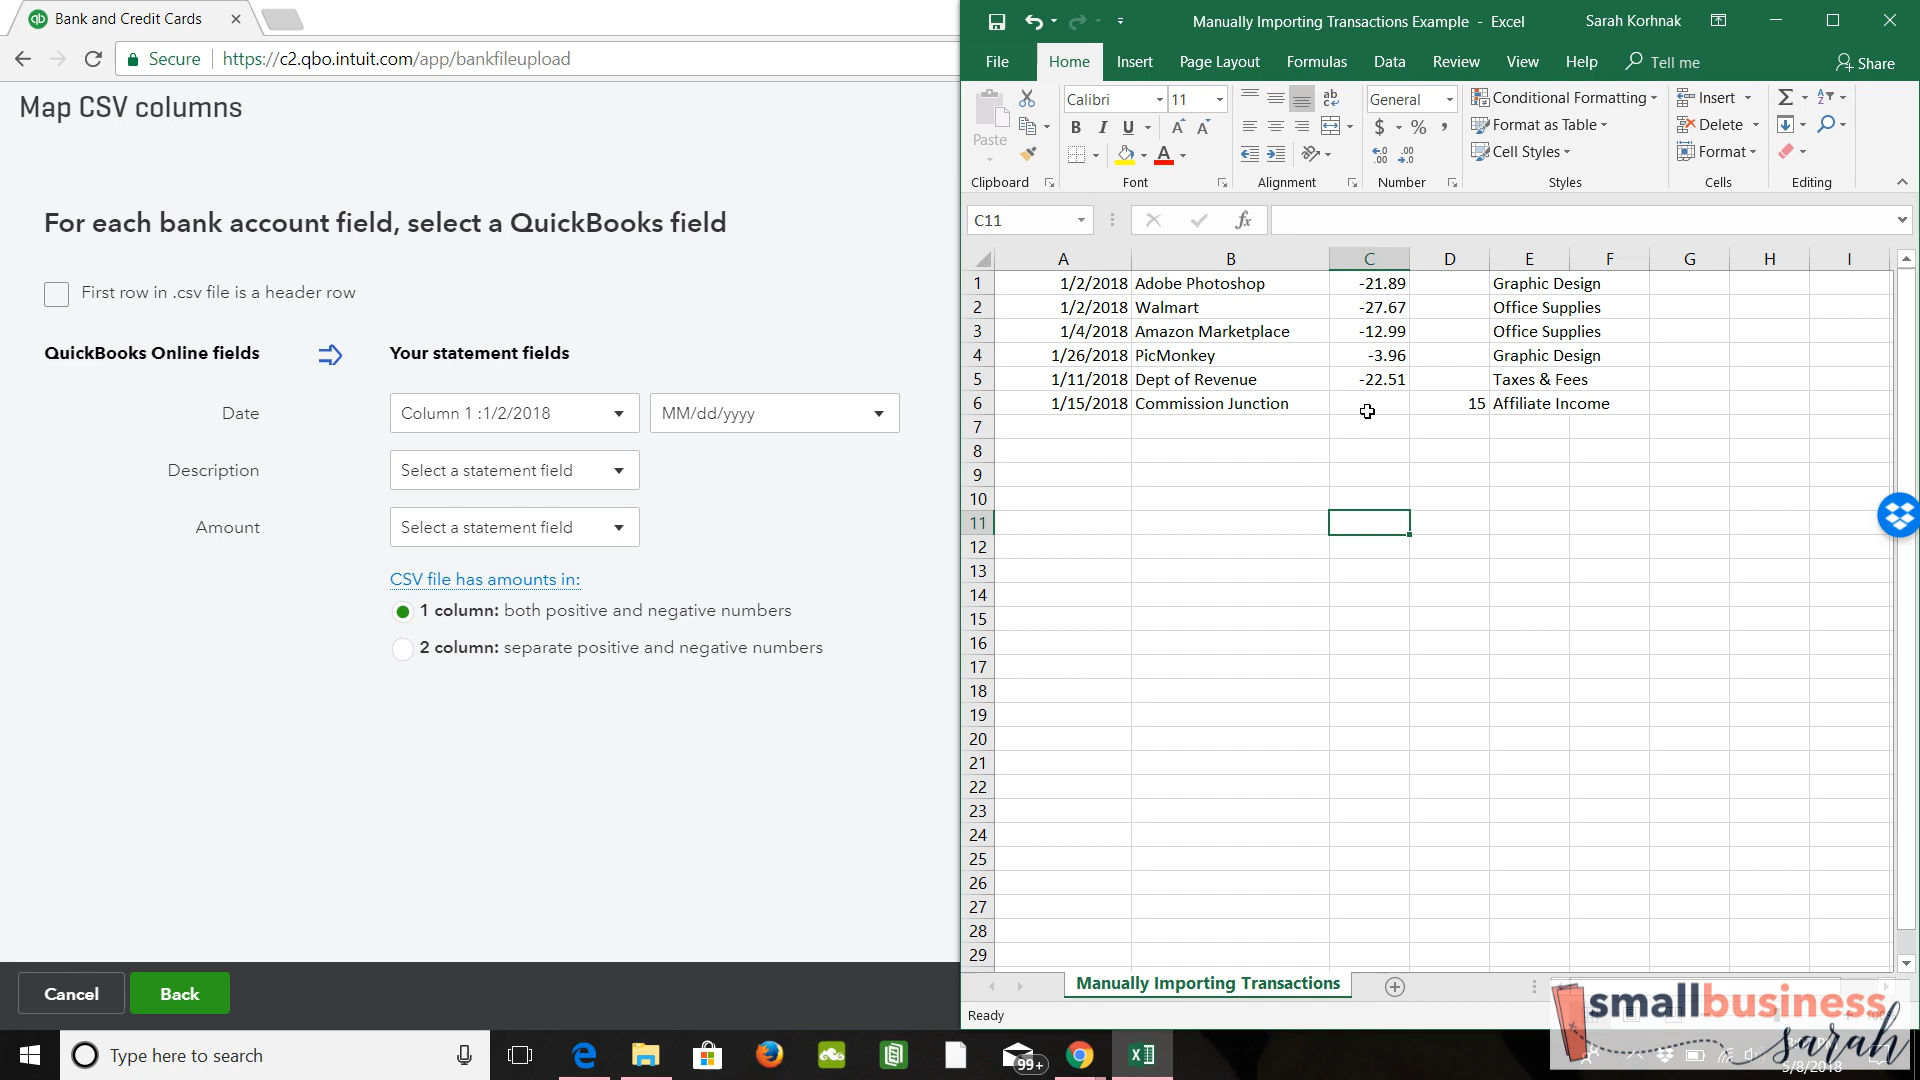 Bank and Credit Cards
Secure https://c2.qbo.intuit.com/app/bankfileupload
Map CSV columns
For each bank account field, select a QuickBooks field
First row in .csv file is a header row
QuickBooks Online fields Your statement fields
Date Column 1 :1/2/2018 MM/dd/yyyy
Description Select a statement field
Amount Select a statement field
CSV file has amounts in:
1 column: both positive and negative numbers
2 column: separate positive and negative numbers
Cancel Back
Manually Importing Transactions Example - Excel Sarah Korhnak
File Home Insert Page Layout Formulas Data Review View Help Tell me Share
Paste
Calibri 11
B I U
General
$ %
Conditional Formatting
Format as Table
Cell Styles
Insert
Delete
Format
Clipboard Font Alignment Number Styles Cells Editing
C11 fx
A B C D E F G H I
1 1/2/2018 Adobe Photoshop -21.89 Graphic Design
2 1/2/2018 Walmart -27.67 Office Supplies
3 1/4/2018 Amazon Marketplace -12.99 Office Supplies
4 1/26/2018 PicMonkey -3.96 Graphic Design
5 1/11/2018 Dept of Revenue -22.51 Taxes & Fees
6 1/15/2018 Commission Junction 15 Affiliate Income
7
8
9
10
11
12
13
14
15
16
17
18
19
20
21
22
23
24
25
26
27
28
29
Manually Importing Transactions
Ready
smallbusiness
sarah
Type here to search
99+
5/8/2018